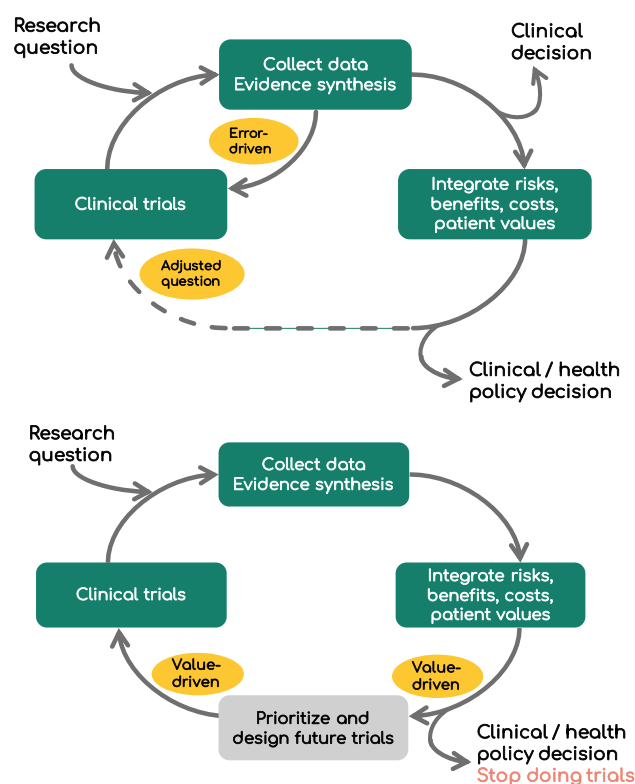 Research
question
Collect data
Evidence synthesis
Clinical
decision
Error-
driven
Clinical trials
Integrate risks,
benefits, costs,
patient values
Adjusted
question
Clinical / health
policy decision
Research
question
Collect data
Evidence synthesis
Clinical trials
Integrate risks,
benefits, costs,
patient values
Value-
driven
Value-
driven
Prioritize and
design future trials
Clinical / health
policy decision
Stop doing trials